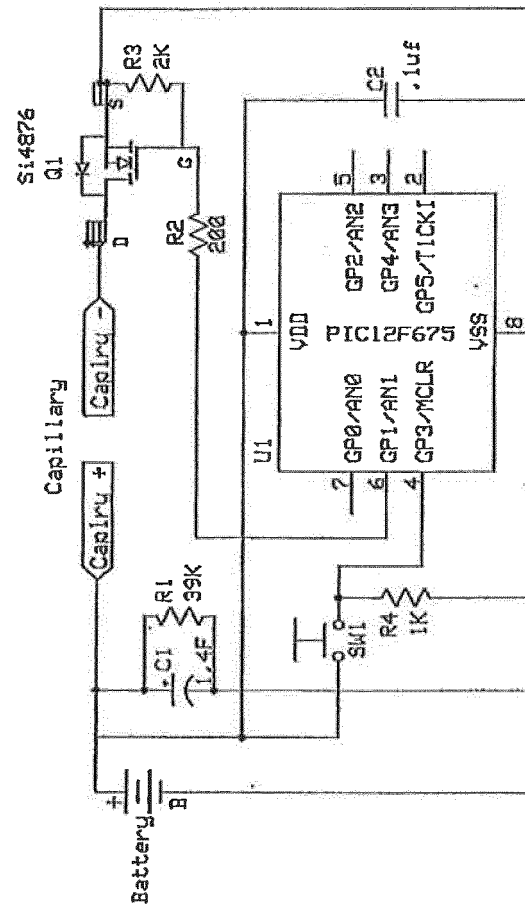 Si4876
Q1
S
D
G
R3
2K
R2
200
Capillary
Caplry +
Caplry -
R1
39K
+C1
1.4F
+
Battery
B
SW1
R4
1K
U1
1
VDD
7
GP0/AN0
GP2/AN2
5
6
GP1/AN1
PIC12F675
GP4/AN3
3
4
GP3/MCLR
GP5/T1CKI
2
VSS
8
C2
.1uf